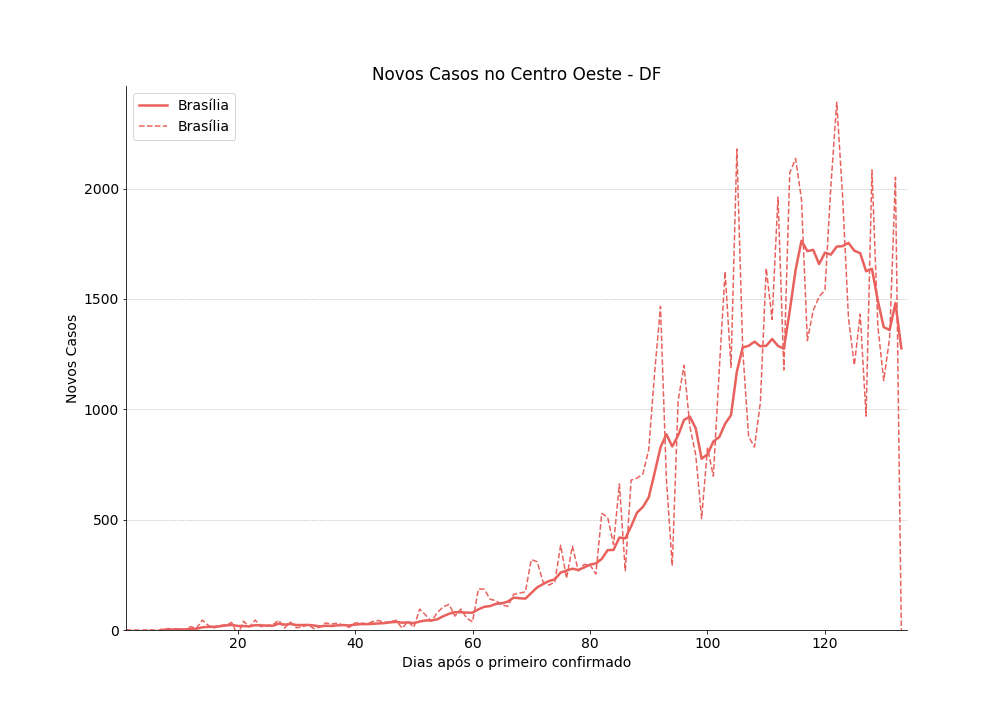 Novos Casos no Centro Oeste - DF
Brasília
Brasília
2000
1500
1000
500
0
Novos Casos
20 40 60 80 100 120
Dias após o primeiro confirmado